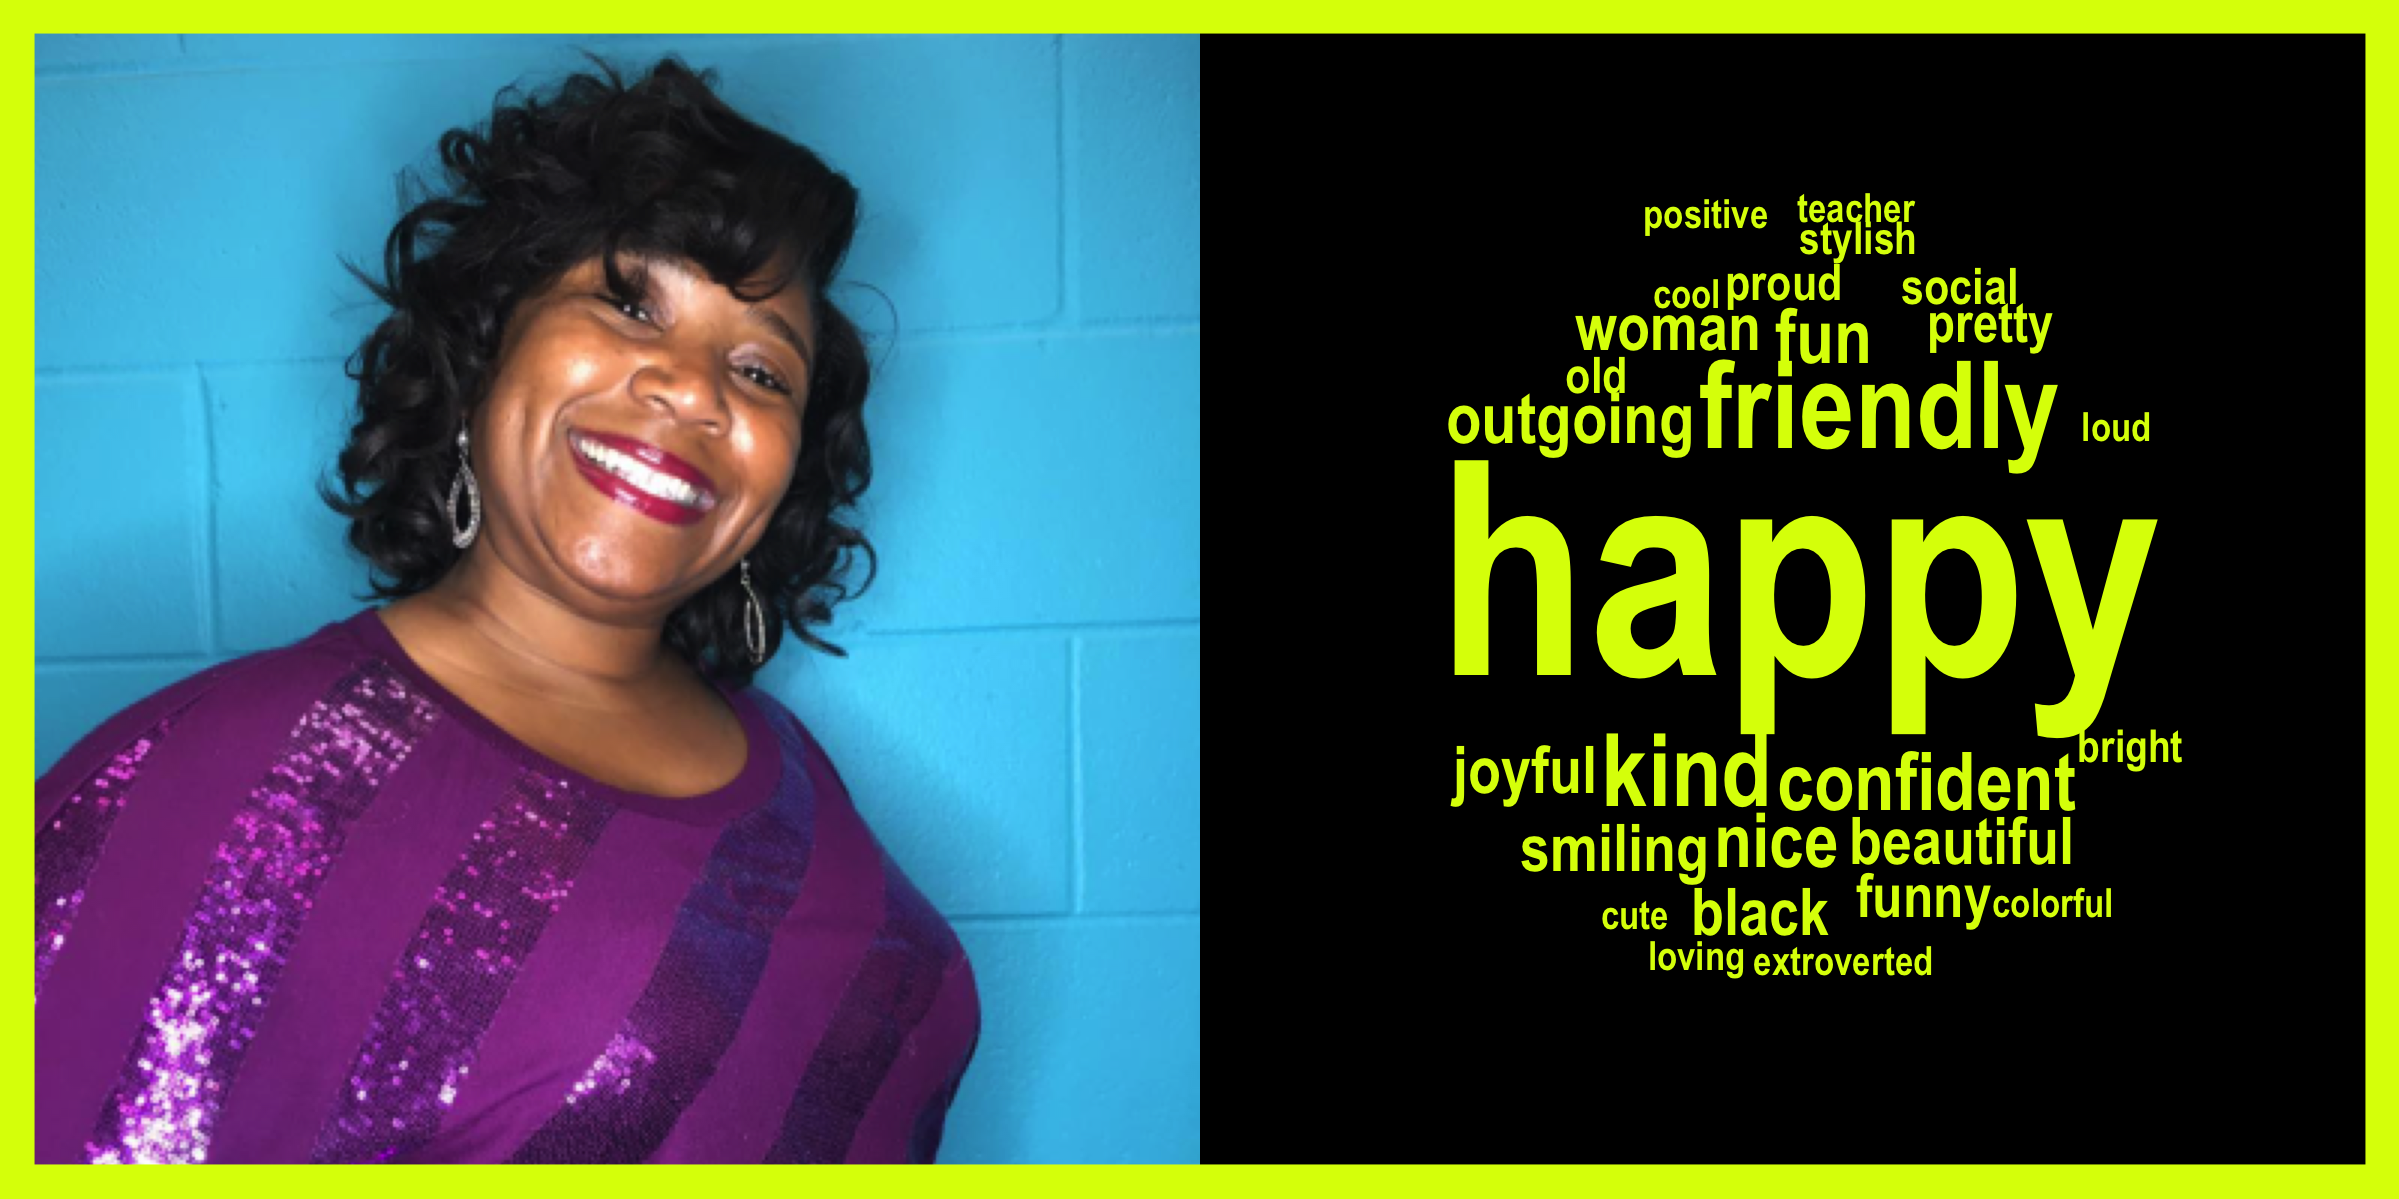 positive teacher
stylish
cool proud social
woman fun pretty
old
outgoing friendly loud
happy
joyful kind confident bright
smiling nice beautiful
cute black funny colorful
loving extroverted